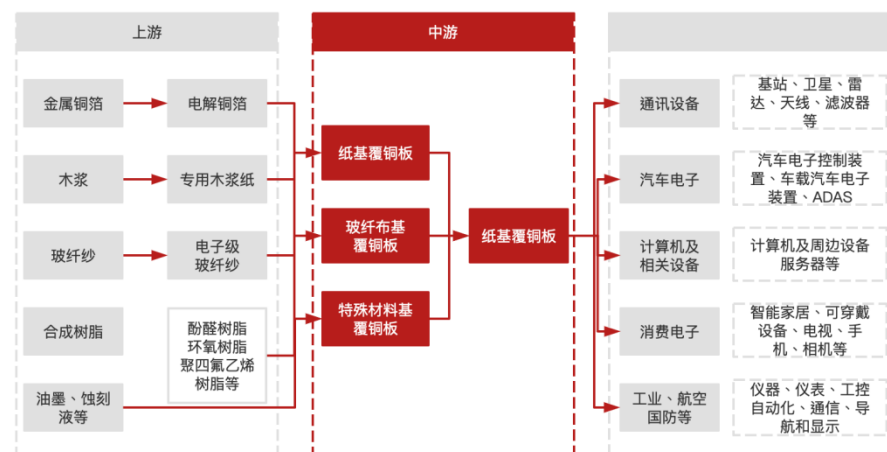 上游
中游
金属铜箔
电解铜箔
木浆
专用木浆纸
玻纤纱
电子级
玻纤纱
合成树脂
酚醛树脂
环氧树脂
聚四氟乙烯
树脂等
油墨、蚀刻
液等
纸基覆铜板
玻纤布基
覆铜板
特殊材料基
覆铜板
纸基覆铜板
通讯设备
基站、卫星、雷
达、天线、滤波器
等
汽车电子
汽车电子控制装
置、车载汽车电子
装置、ADAS
计算机及
相关设备
计算机及周边设备
服务器等
消费电子
智能家居、可穿戴
设备、电视、手
机、相机等
工业、航空
国防等
仪器、仪表、工控
自动化、通信、导
航和显示